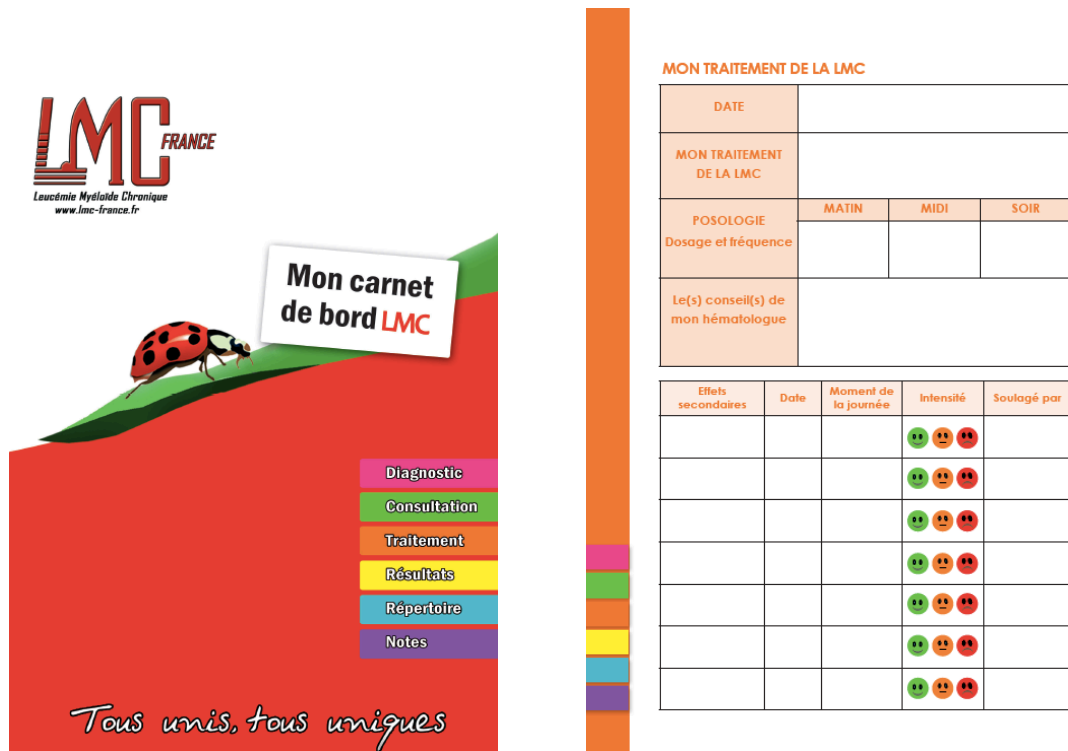 LMC FRANCE
Leucémie Myéloïde Chronique
www.lmc-france.fr
Mon carnet
de bord LMC
Diagnostic
Consultation
Traitement
Résultats
Répertoire
Notes
Tous unis, tous uniques
MON TRAITEMENT DE LA LMC
DATE
MON TRAITEMENT
DE LA LMC
POSOLOGIE
Dosage et fréquence
MATIN MIDI SOIR
Le(s) conseil(s) de
mon hématologue
Effets
secondaires
Date
Moment de
la journée
Intensité
Soulagé par